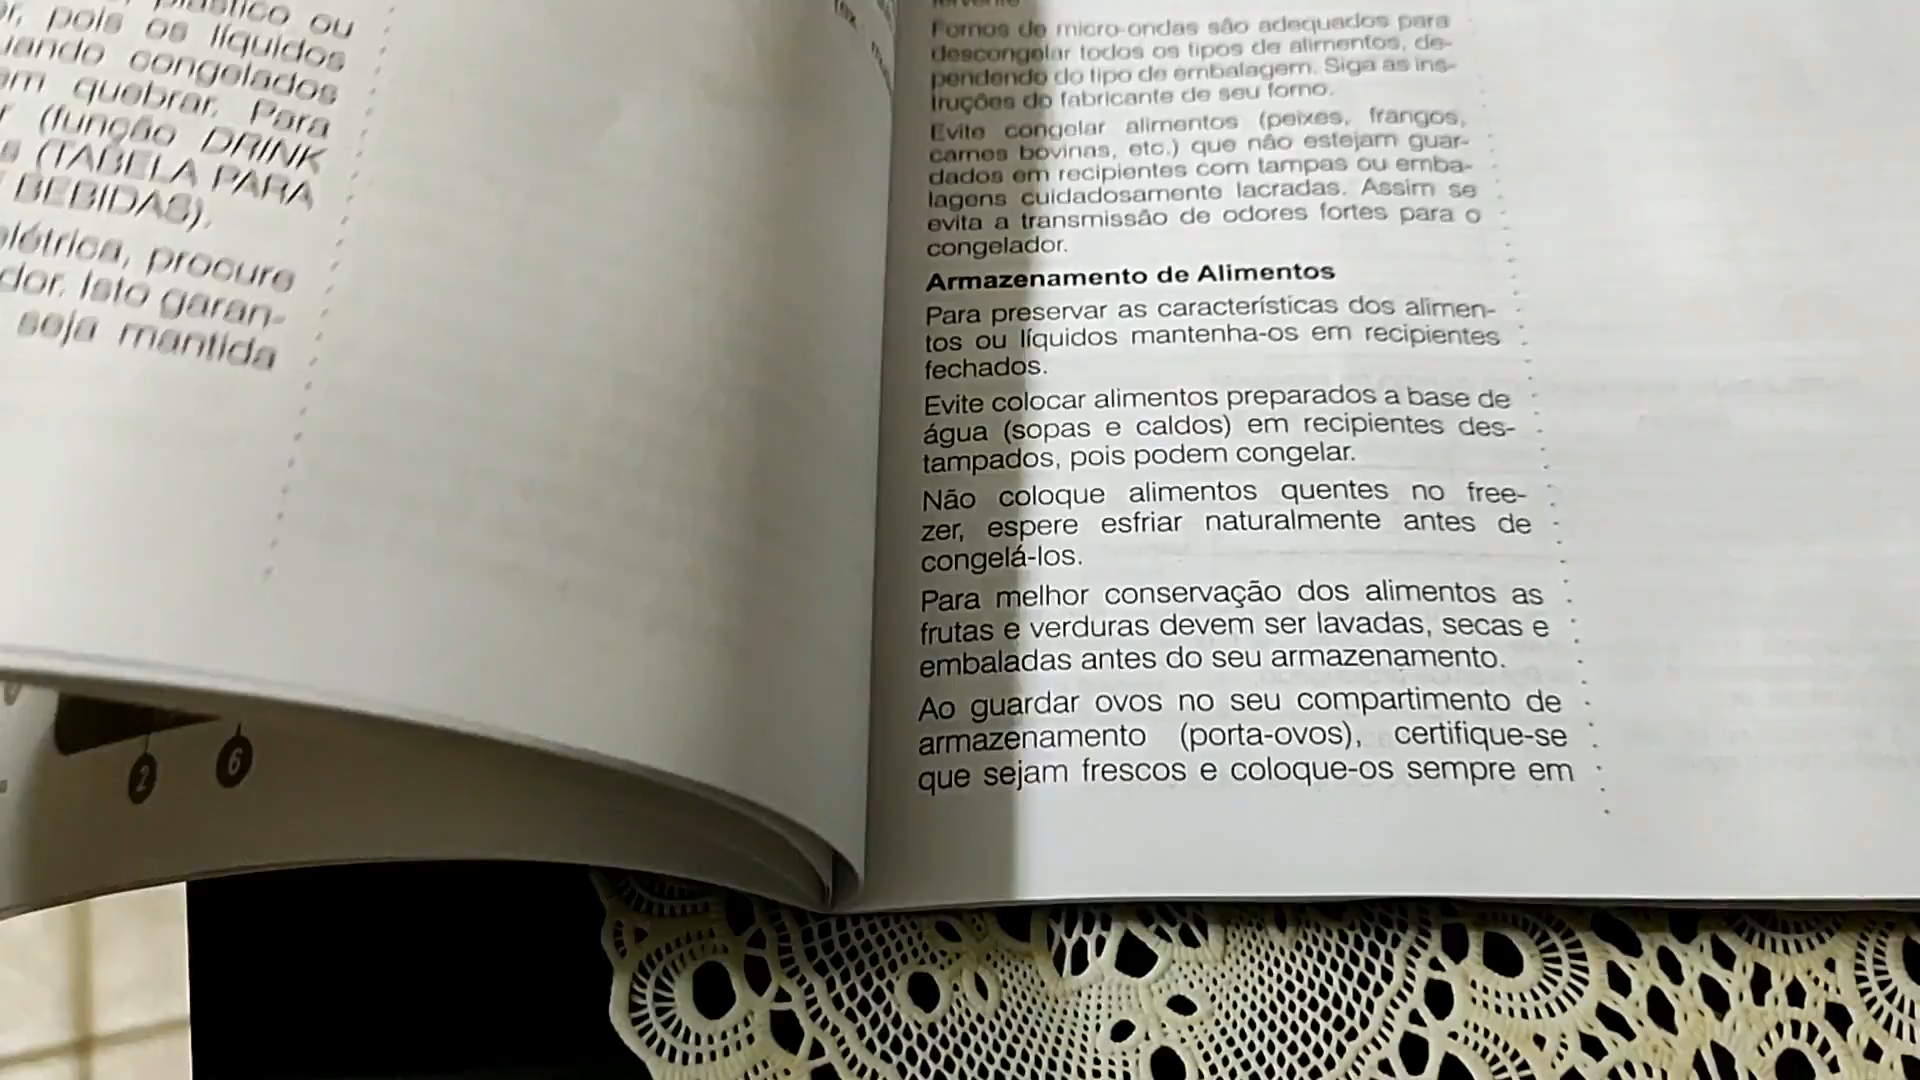 plástico ou
pois os líquidos
congelados
quebrar. Para
(função DRINK
(TABELA PARA
BEBIDAS).
procure
Isto garan-
seja mantida
2
6
Fornos de micro-ondas são adequados para
descongelar todos os tipos de alimentos, de-
pendendo do tipo de embalagem. Siga as ins-
truções do fabricante de seu forno.
Evite congelar alimentos (peixes, frangos,
carnes bovinas, etc.) que não estejam guar-
dados em recipientes com tampas ou emba-
lagens cuidadosamente lacradas. Assim se
evita a transmissão de odores fortes para o
congelador.
Armazenamento de Alimentos
Para preservar as características dos alimen-
tos ou líquidos mantenha-os em recipientes
fechados.
Evite colocar alimentos preparados a base de
água (sopas e caldos) em recipientes des-
tampados, pois podem congelar.
Não coloque alimentos quentes no free-
zer, espere esfriar naturalmente antes de
congelá-los.
Para melhor conservação dos alimentos as
frutas e verduras devem ser lavadas, secas e
embaladas antes do seu armazenamento.
Ao guardar ovos no seu compartimento de
armazenamento (porta-ovos), certifique-se
que sejam frescos e coloque-os sempre em